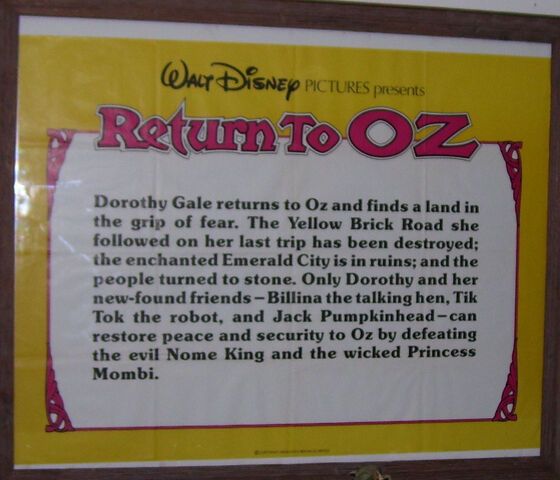 WALT DISNEY PICTURES presents
Return To OZ
Dorothy Gale returns to Oz and finds a land in
the grip of fear. The Yellow Brick Road she
followed on her last trip has been destroyed;
the enchanted Emerald City is in ruins; and the
people turned to stone. Only Dorothy and her
new-found friends—Billina the talking hen, Tik
Tok the robot, and Jack Pumpkinhead—can
restore peace and security to Oz by defeating
the evil Nome King and the wicked Princess
Mombi.